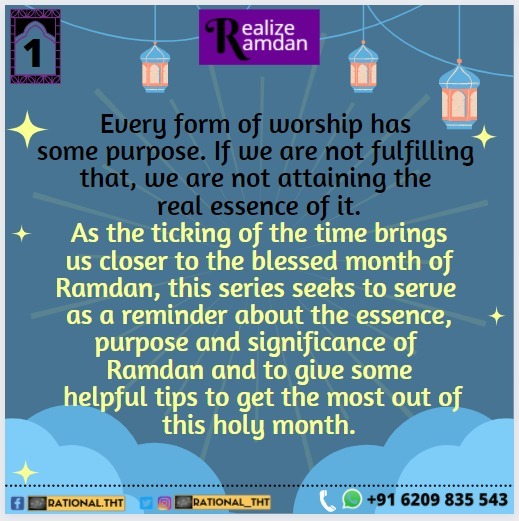 1
Realize
Ramdan
Every form of worship has
some purpose. If we are not fulfilling
that, we are not attaining the
real essence of it.
As the ticking of the time brings
us closer to the blessed month of
Ramdan, this series seeks to serve
as a reminder about the essence,
purpose and significance of
Ramdan and to give some
helpful tips to get the most out of
this holy month.
RATIONAL.THT RATIONAL_THT +91 6209 835 543